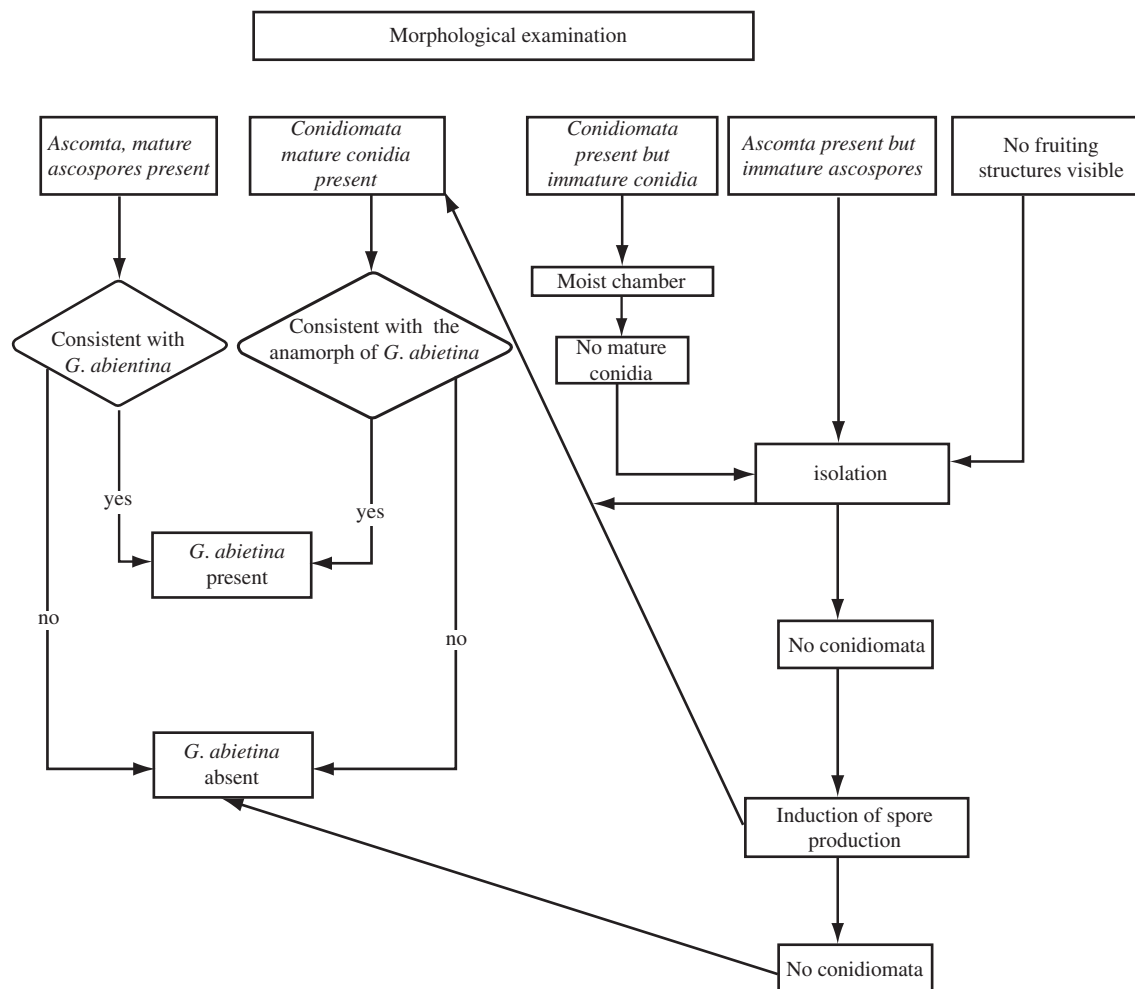 Morphological examination
Ascomta, mature
ascospores present
Conidiomata
mature conidia
present
Conidiomata
present but
immature conidia
Ascomta present but
immature ascospores
No fruiting
structures visible
Moist chamber
Consistent with
G. abientina
Consistent with the
anamorph of G. abietina
No mature
conidia
isolation
yes
yes
G. abietina
present
no
no
No conidiomata
G. abietina
absent
Induction of spore
production
No conidiomata